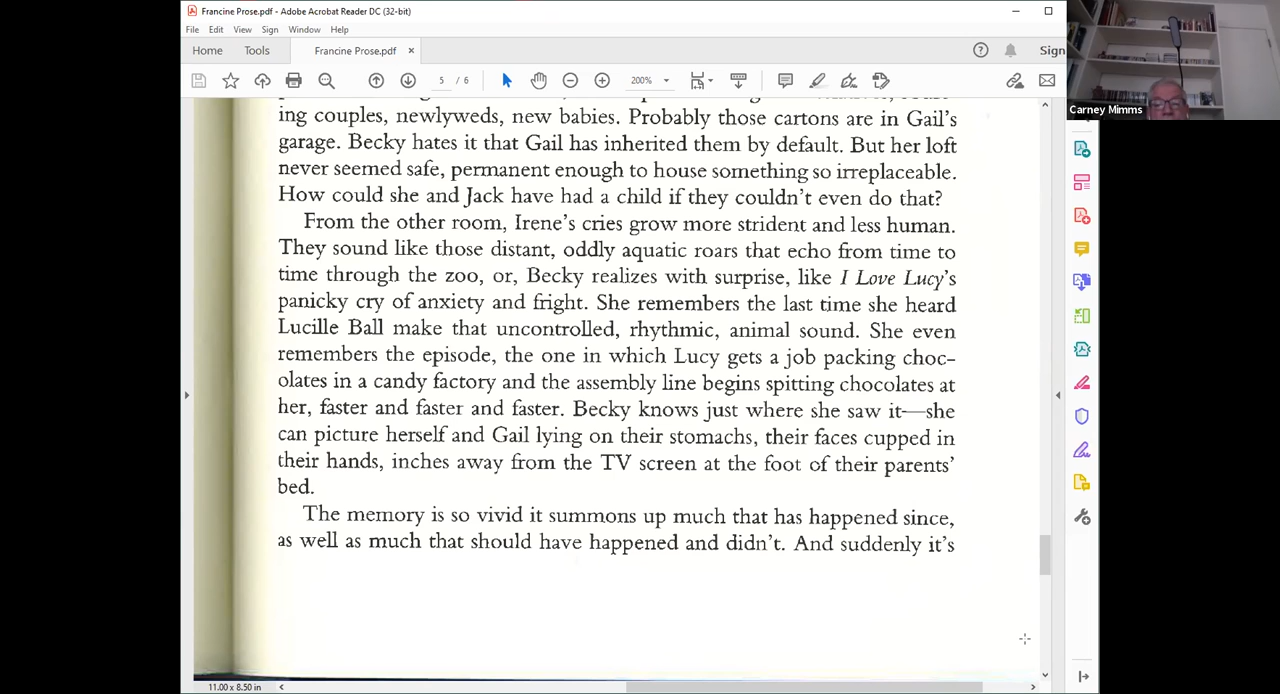 Francine Prose.pdf - Adobe Acrobat Reader DC (32-bit)
File Edit View Sign Window Help
Home Tools Francine Prose.pdf × Sign
5 / 6 200%
Carney Mimms
ing couples, newlyweds, new babies. Probably those cartons are in Gail's
garage. Becky hates it that Gail has inherited them by default. But her loft
never seemed safe, permanent enough to house something so irreplaceable.
How could she and Jack have had a child if they couldn't even do that?
From the other room, Irene's cries grow more strident and less human.
They sound like those distant, oddly aquatic roars that echo from time to
time through the zoo, or, Becky realizes with surprise, like I Love Lucy's
panicky cry of anxiety and fright. She remembers the last time she heard
Lucille Ball make that uncontrolled, rhythmic, animal sound. She even
remembers the episode, the one in which Lucy gets a job packing choc-
olates in a candy factory and the assembly line begins spitting chocolates at
her, faster and faster and faster. Becky knows just where she saw it—she
can picture herself and Gail lying on their stomachs, their faces cupped in
their hands, inches away from the TV screen at the foot of their parents'
bed.
The memory is so vivid it summons up much that has happened since,
as well as much that should have happened and didn't. And suddenly it's
11.00 x 8.50 in